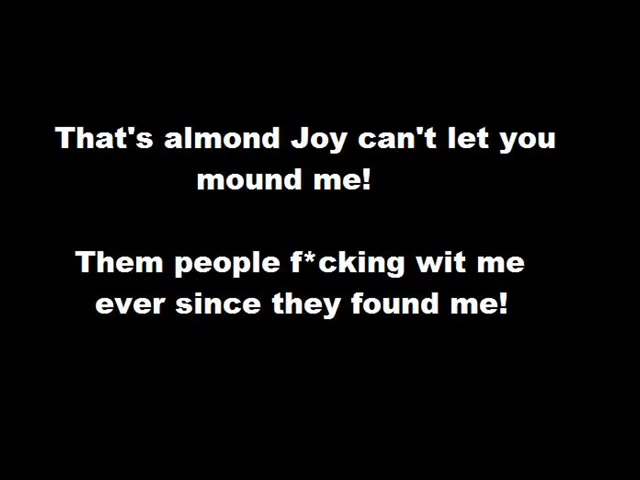 That's almond Joy can't let you
mound me!
Them people f*cking wit me
ever since they found me!